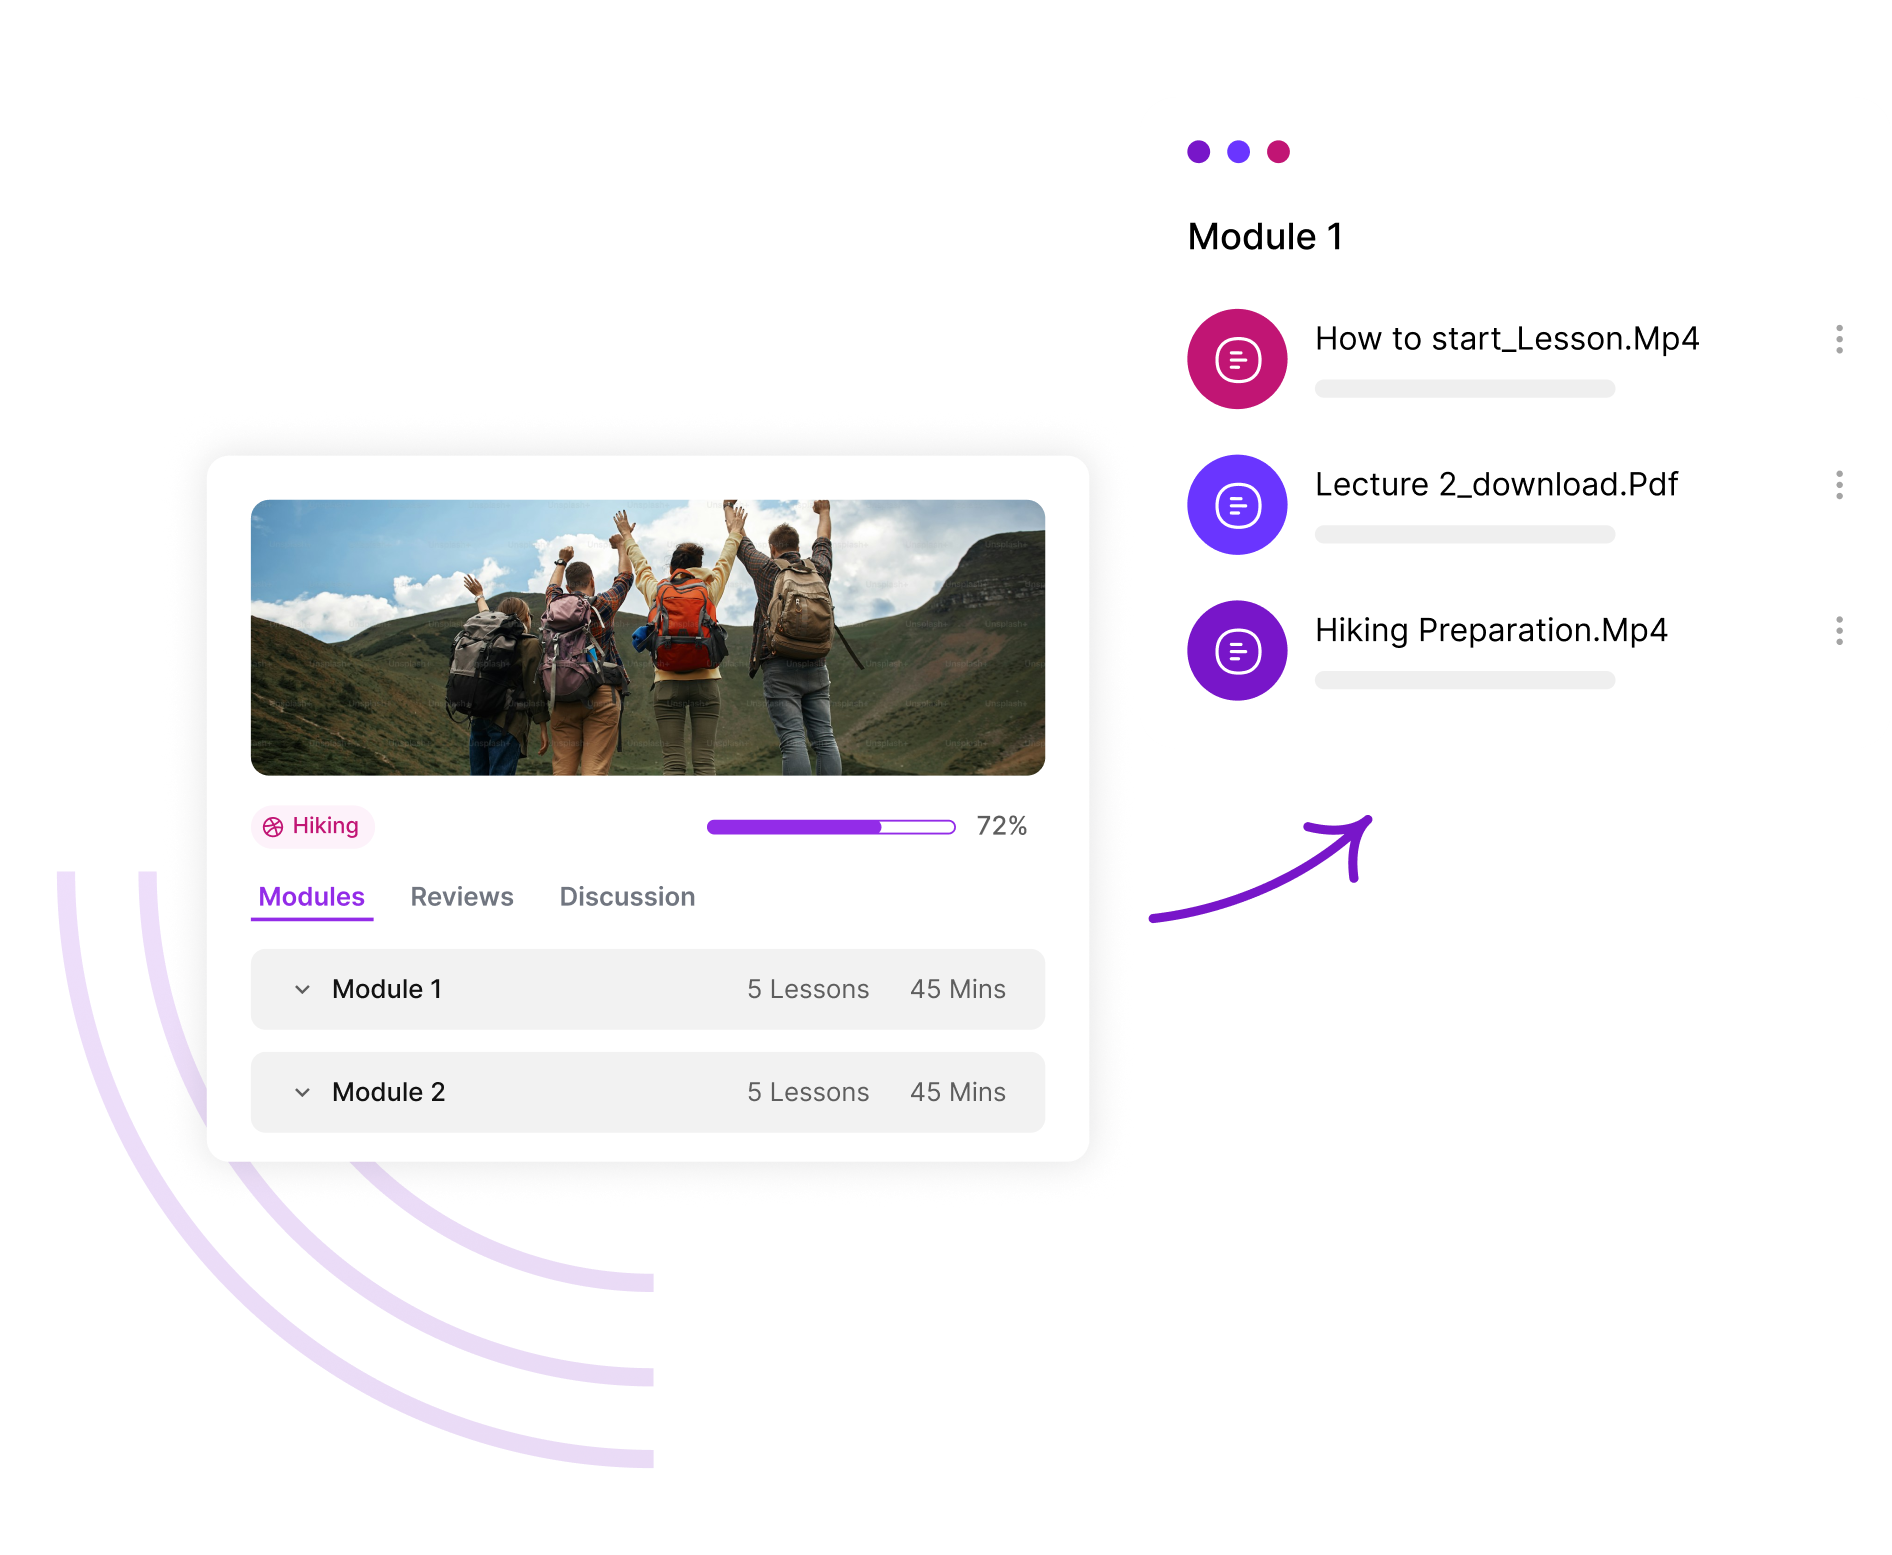 Module 1
How to start_Lesson.Mp4
Lecture 2_download.Pdf
Hiking Preparation.Mp4
Hiking
72%
Modules Reviews Discussion
Module 1 5 Lessons 45 Mins
Module 2 5 Lessons 45 Mins